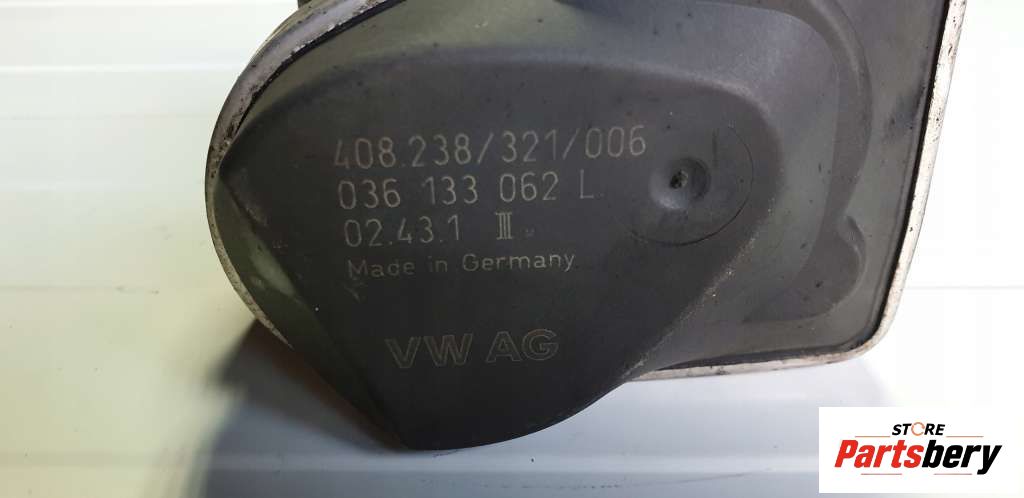 408.238/321/006
036 133 062 L
02.43.1 III
Made in Germany
VW AG
STORE
Partsbery